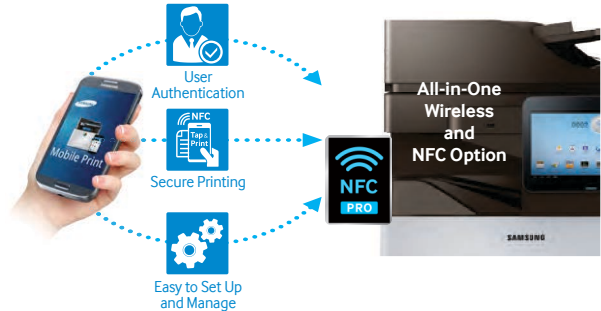 User
Authentication
NFC
Tap &
Print
Secure Printing
Easy to Set Up
and Manage
Mobile Print
NFC
PRO
All-in-One
Wireless
and
NFC Option
SAMSUNG